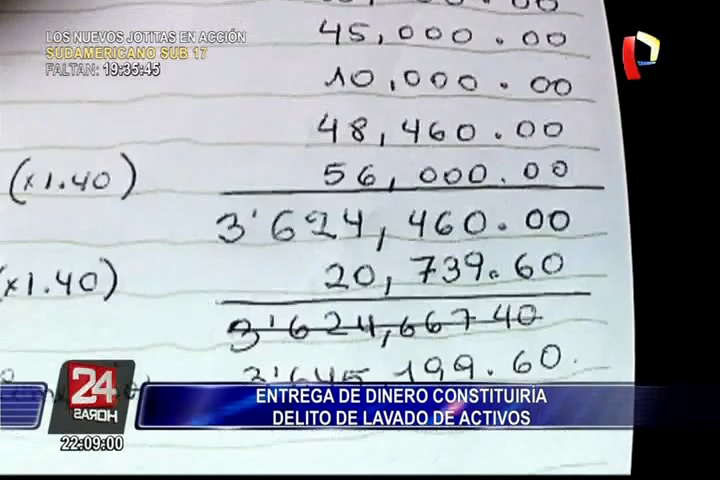 LOS NUEVOS JOTITAS EN ACCIÓN
SUDAMERICANO SUB 17
FALTAN: 19:35:45
45,000.00
10,000.00
48,460.00
(x1.40) 56,000.00
3'624,460.00
(x1.40) 20,739.60
3'624,667.40
3'645,199.60.
24
HORAS
22:09:00
ENTREGA DE DINERO CONSTITUIRÍA
DELITO DE LAVADO DE ACTIVOS